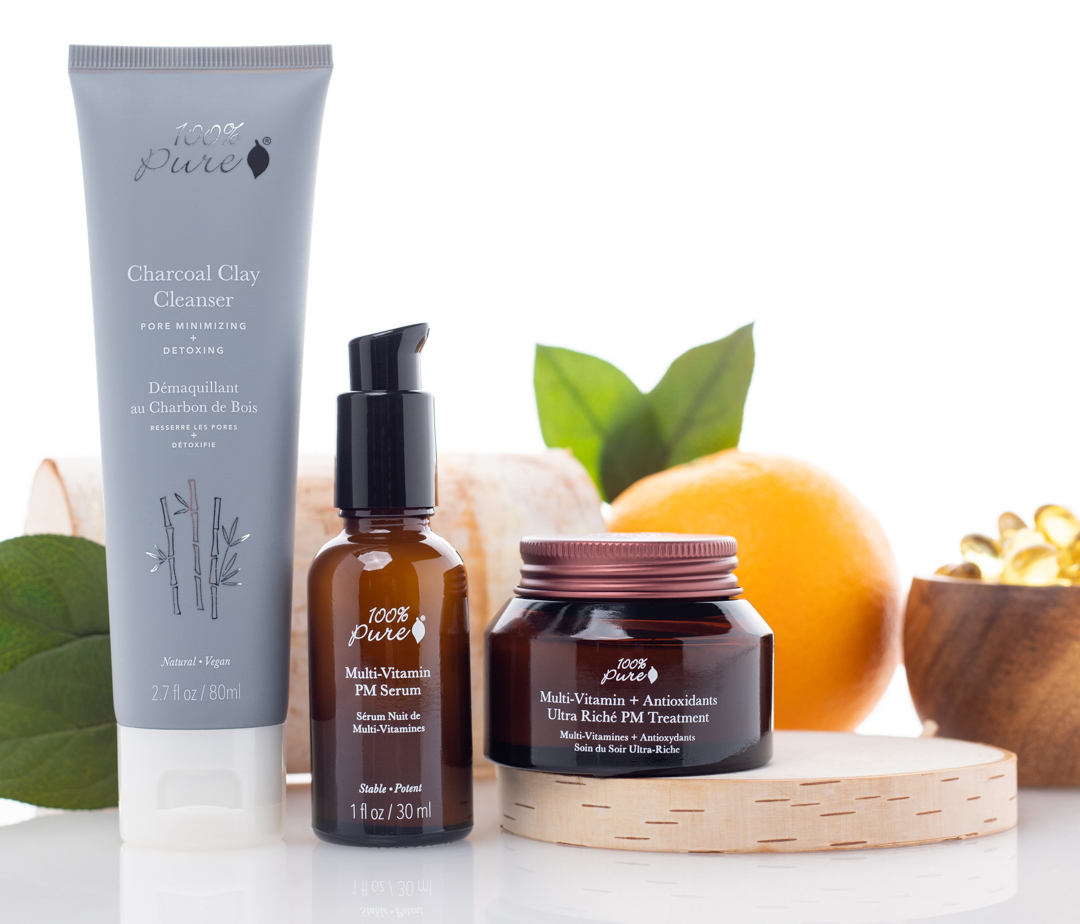 100%
Pure®
Charcoal Clay
Cleanser
PORE MINIMIZING
+
DETOXING
Démaquillant
au Charbon de Bois
RESSERRE LES PORES
+
DÉTOXIFIE
Natural • Vegan
2.7 fl oz / 80ml
100%
Pure
Multi-Vitamin
PM Serum
Sérum Nuit de
Multi-Vitamines
Stable • Potent
1 fl oz / 30 ml
100%
Pure
Multi-Vitamin + Antioxidants
Ultra Riché PM Treatment
Multi-Vitamines + Antioxydants
Soin du Soir Ultra-Riche